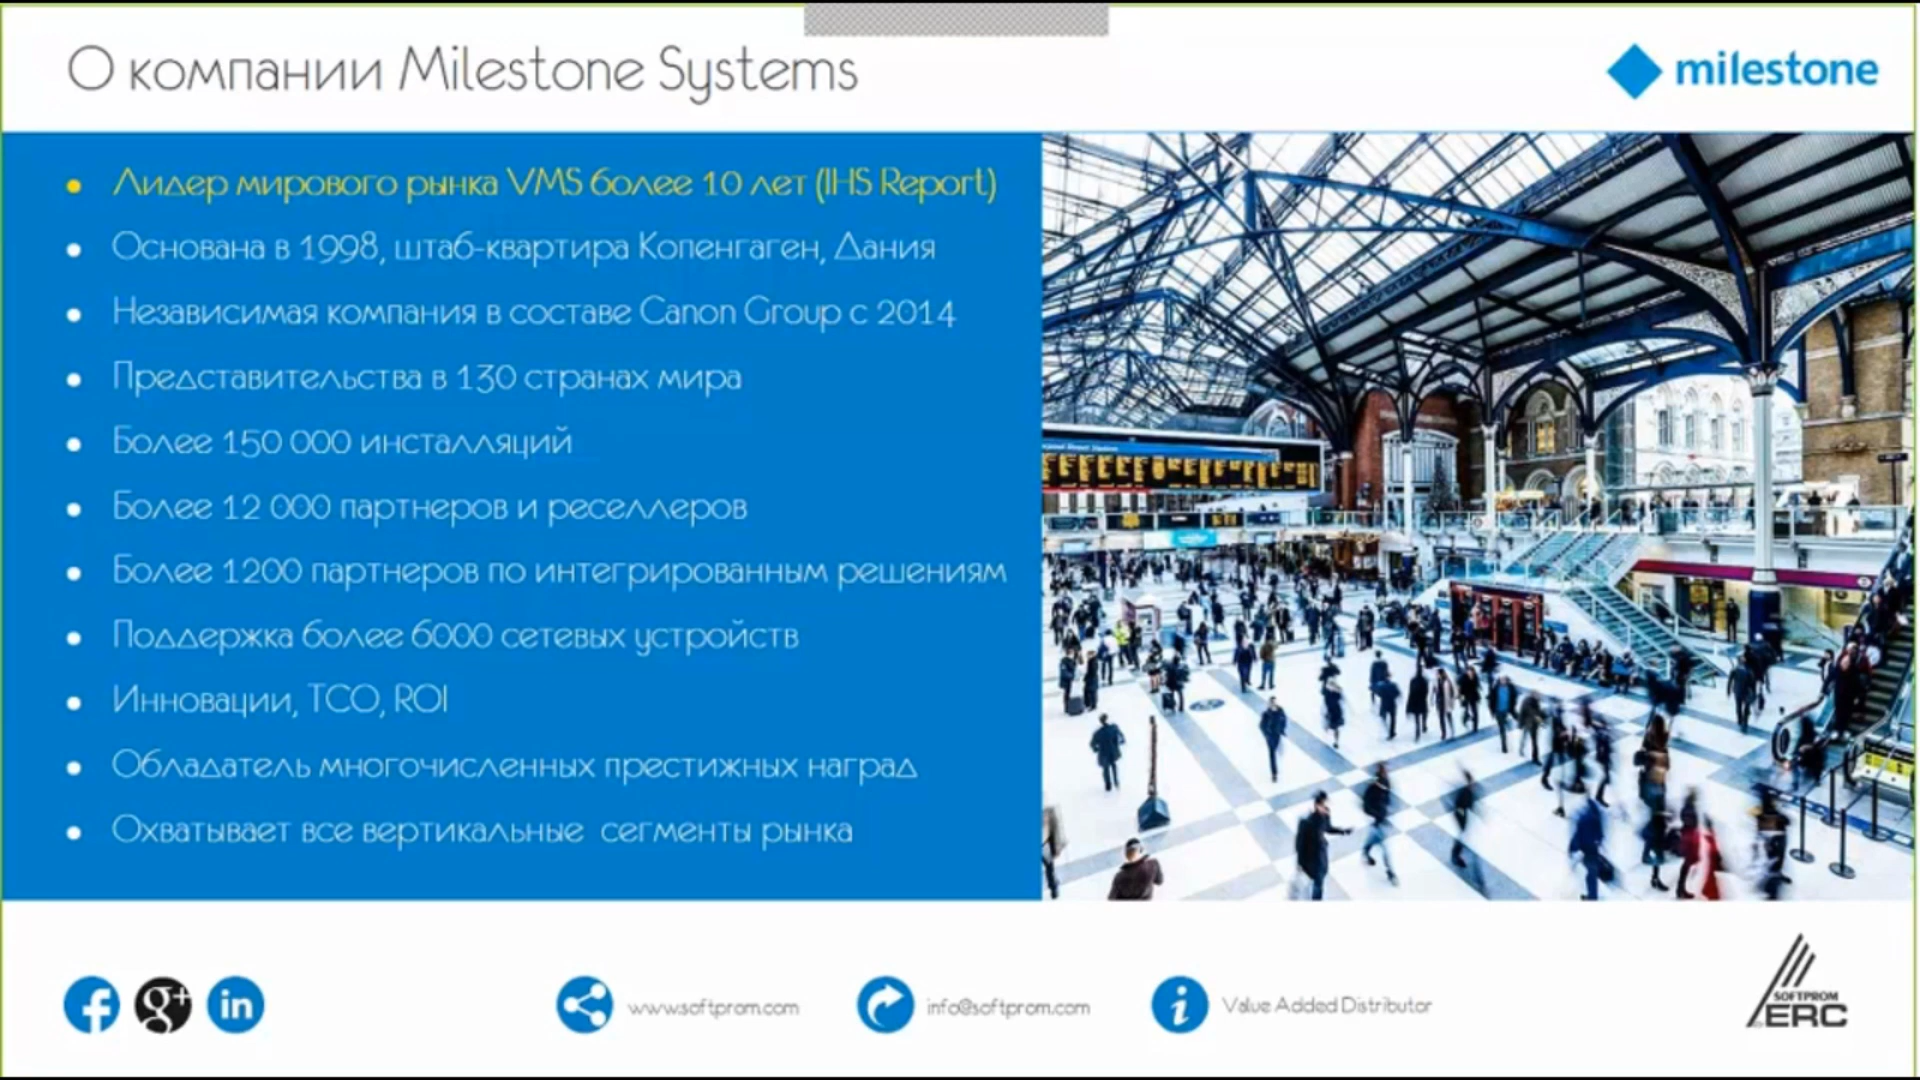 О компании Milestone Systems
milestone
Лидер мирового рынка VMS более 10 лет (IHS Report)
Основана в 1998, штаб-квартира Копенгаген, Дания
Независимая компания в составе Canon Group с 2014
Представительства в 130 странах мира
Более 150 000 инсталляций
Более 12 000 партнеров и реселлеров
Более 1200 партнеров по интегрированным решениям
Поддержка более 6000 сетевых устройств
Инновации, TCO, ROI
Обладатель многочисленных престижных наград
Охватывает все вертикальные сегменты рынка
www.softprom.com
info@softprom.com
Value Added Distributor
SOFTPROM
ERC